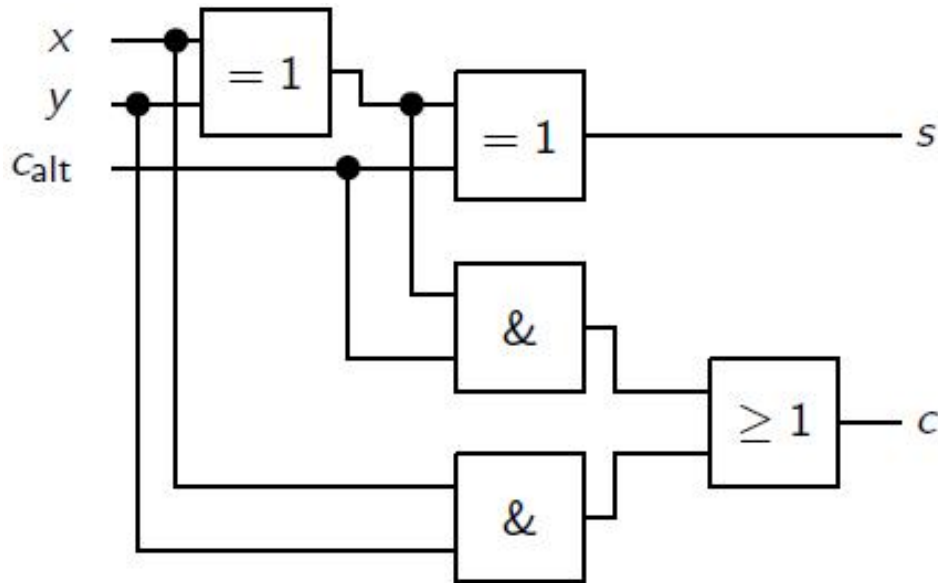 x
= 1
y
= 1
s
c_alt
&
≥ 1
c
&